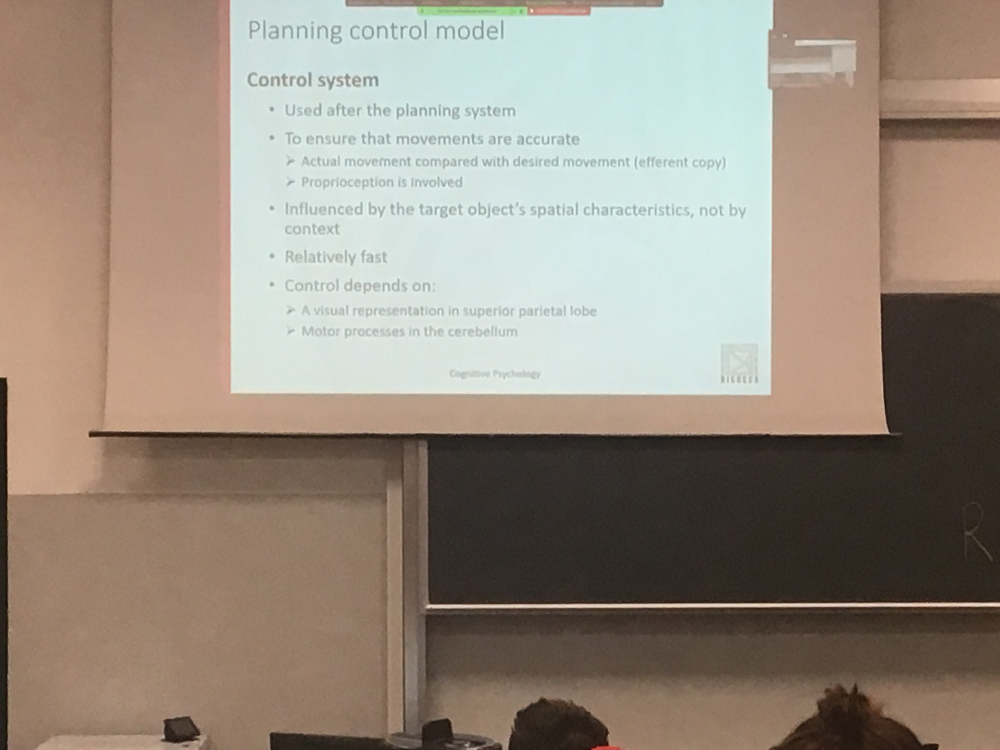 Planning control model
Control system
• Used after the planning system
• To ensure that movements are accurate
➢ Actual movement compared with desired movement (efferent copy)
➢ Proprioception is involved
• Influenced by the target object's spatial characteristics, not by
context
• Relatively fast
• Control depends on:
➢ A visual representation in superior parietal lobe
➢ Motor processes in the cerebellum
Cognitive Psychology
BICOCCA
R